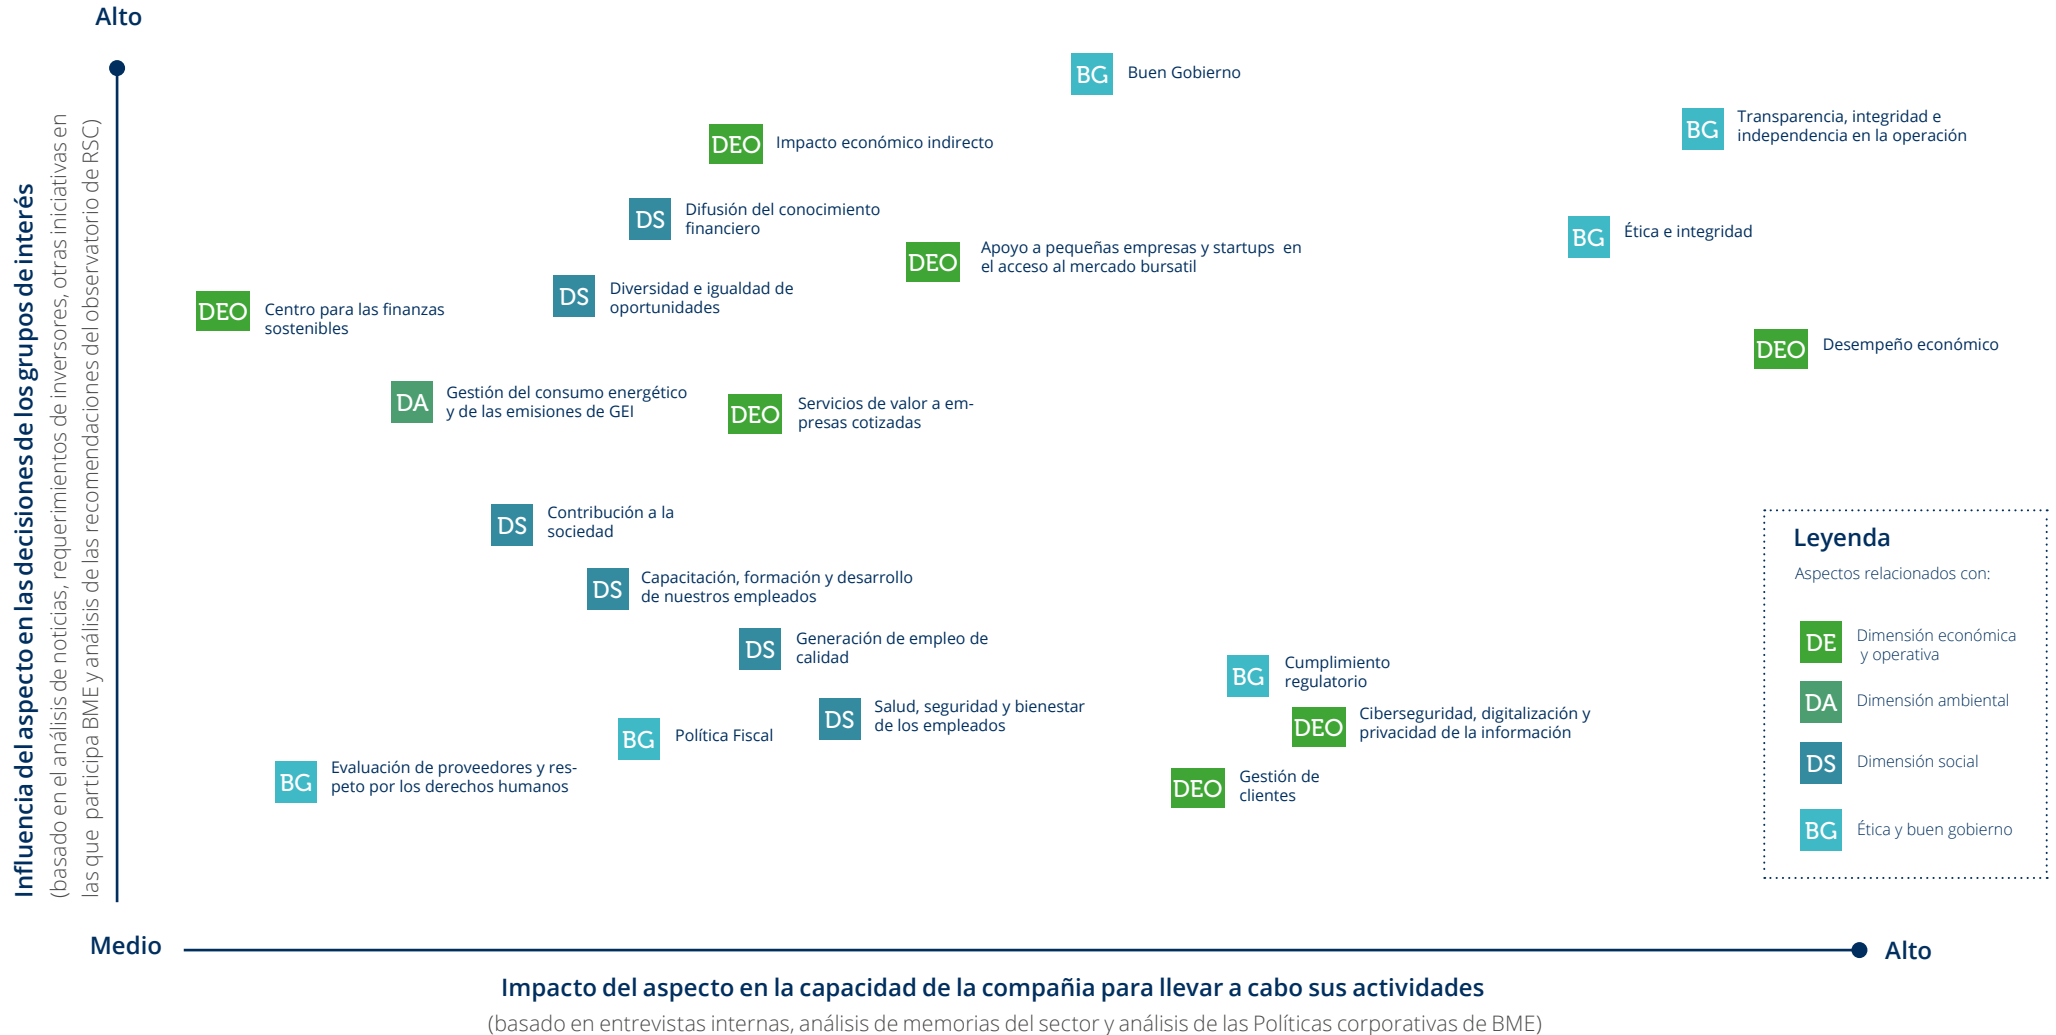 Alto
Influencia del aspecto en las decisiones de los grupos de interés
(basado en el análisis de noticias, requerimientos de inversores, otras iniciativas en
las que participa BME y análisis de las recomendaciones del observatorio de RSC)
BG
Buen Gobierno
BG
Transparencia, integridad e
independencia en la operación
DEO
Impacto económico indirecto
DS
Difusión del conocimiento
financiero
BG
Ética e integridad
DEO
Apoyo a pequeñas empresas y startups en
el acceso al mercado bursatil
DS
Diversidad e igualdad de
oportunidades
DEO
Centro para las finanzas
sostenibles
DEO
Desempeño económico
DA
Gestión del consumo energético
y de las emisiones de GEI
DEO
Servicios de valor a em-
presas cotizadas
DS
Contribución a la
sociedad
DS
Capacitación, formación y desarrollo
de nuestros empleados
DS
Generación de empleo de
calidad
BG
Cumplimiento
regulatorio
DS
Salud, seguridad y bienestar
de los empleados
DEO
Ciberseguridad, digitalización y
privacidad de la información
BG
Política Fiscal
BG
Evaluación de proveedores y res-
peto por los derechos humanos
DEO
Gestión de
clientes
Leyenda
Aspectos relacionados con:
DE
Dimensión económica
y operativa
DA
Dimensión ambiental
DS
Dimensión social
BG
Ética y buen gobierno
Medio
Alto
Impacto del aspecto en la capacidad de la compañia para llevar a cabo sus actividades
(basado en entrevistas internas, análisis de memorias del sector y análisis de las Políticas corporativas de BME)